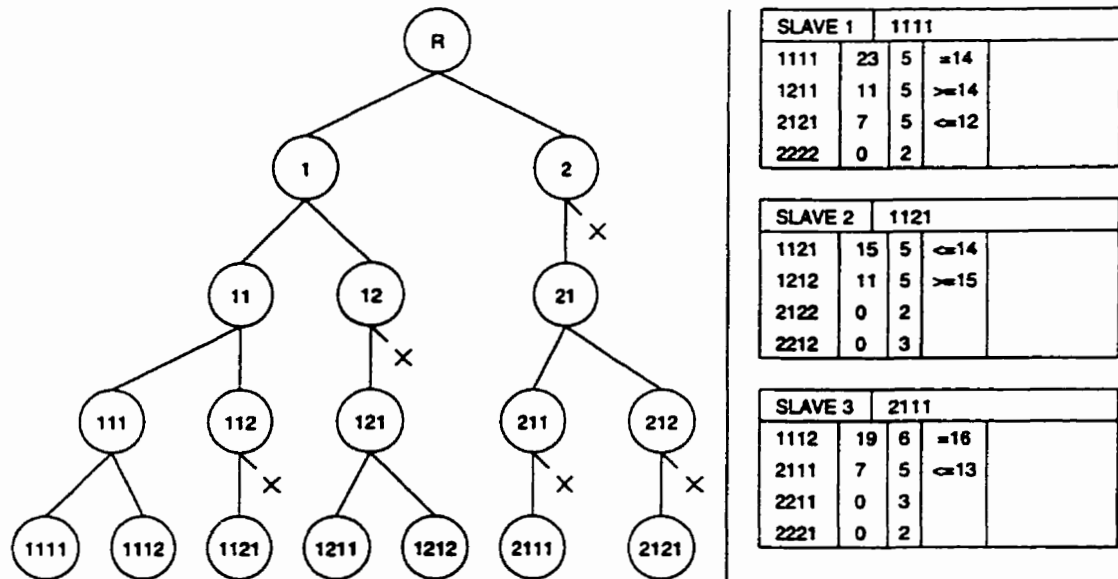 R
1 2
11 12 21
111 112 121 211 212
1111 1112 1121 1211 1212 2111 2121
SLAVE 1 1111
1111 23 5 =14
1211 11 5 >=14
2121 7 5 <=12
2222 0 2
SLAVE 2 1121
1121 15 5 <=14
1212 11 5 >=15
2122 0 2
2212 0 3
SLAVE 3 2111
1112 19 6 =16
2111 7 5 <=13
2211 0 3
2221 0 2